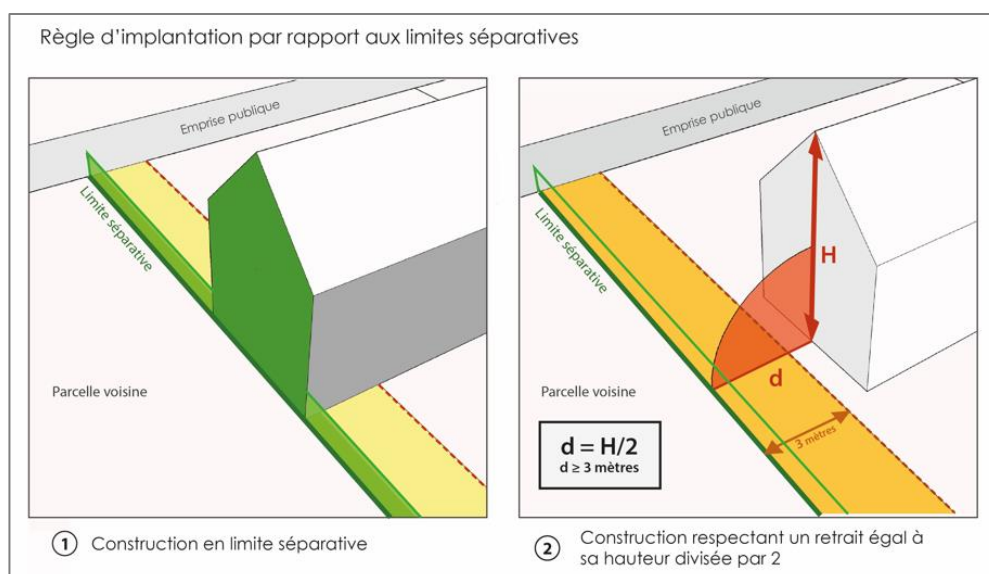 Règle d'implantation par rapport aux limites séparatives
Emprise publique
Limite séparative
Parcelle voisine
1 Construction en limite séparative
Emprise publique
Limite séparative
H
d
Parcelle voisine
3 mètres
d = H/2
d ≥ 3 mètres
2 Construction respectant un retrait égal à
sa hauteur divisée par 2